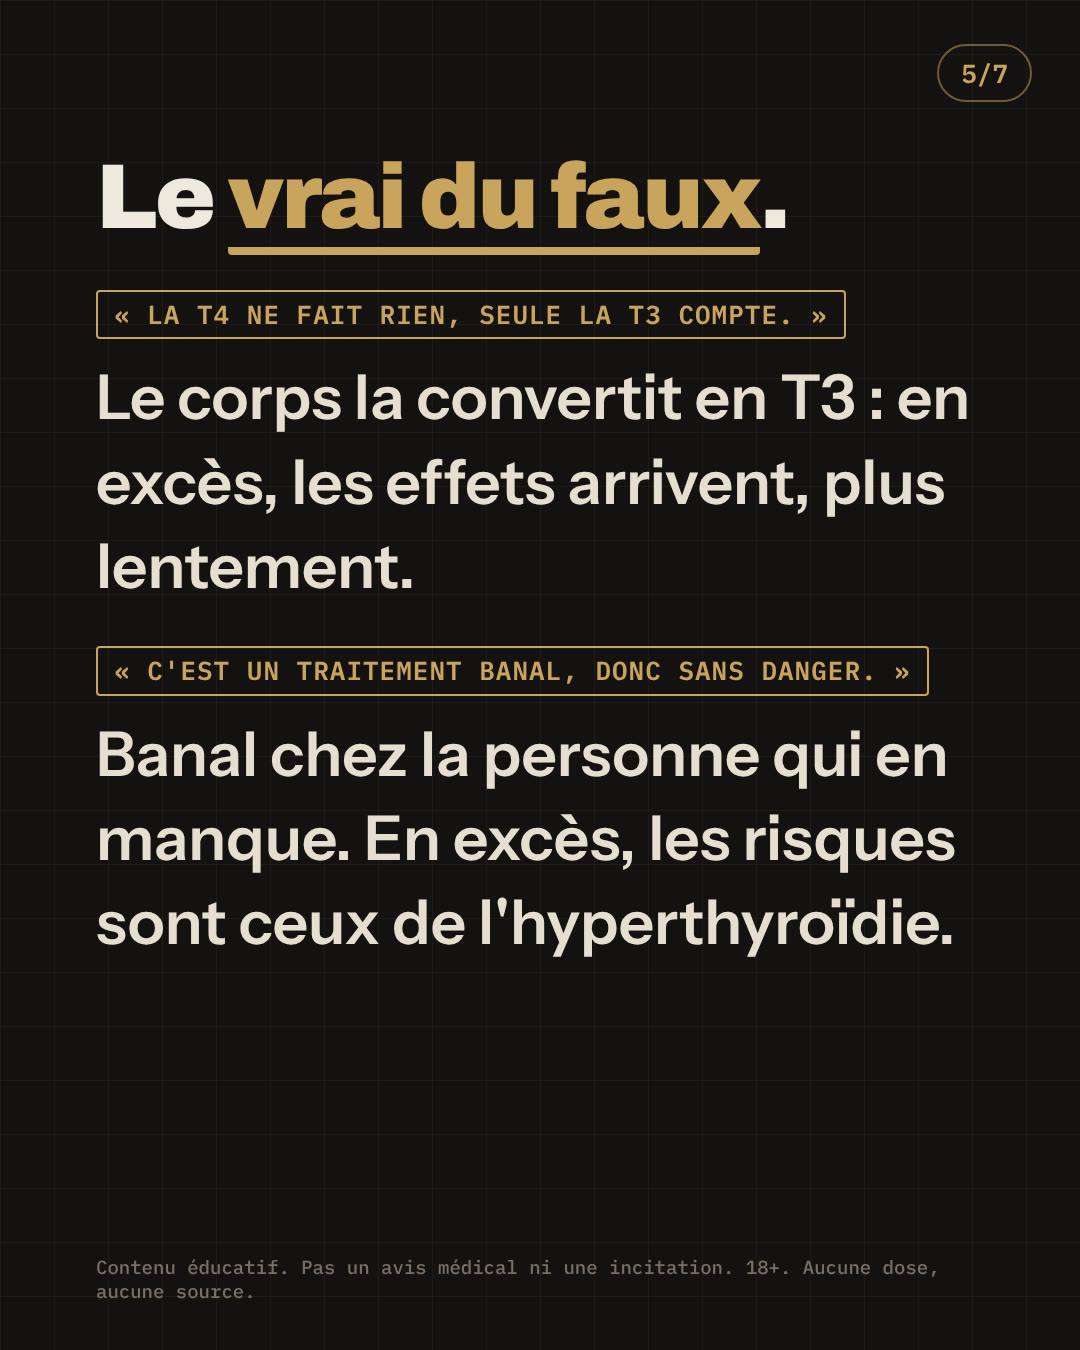 5/7
Le vrai du faux.
« LA T4 NE FAIT RIEN, SEULE LA T3 COMPTE. »
Le corps la convertit en T3 : en
excès, les effets arrivent, plus
lentement.
« C'EST UN TRAITEMENT BANAL, DONC SANS DANGER. »
Banal chez la personne qui en
manque. En excès, les risques
sont ceux de l'hyperthyroïdie.
Contenu éducatif. Pas un avis médical ni une incitation. 18+. Aucune dose,
aucune source.